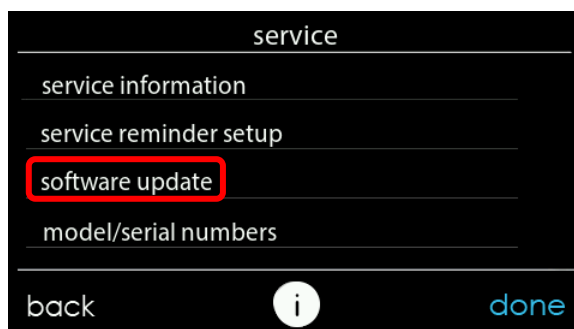 service
service information
service reminder setup
software update
model/serial numbers
back i done